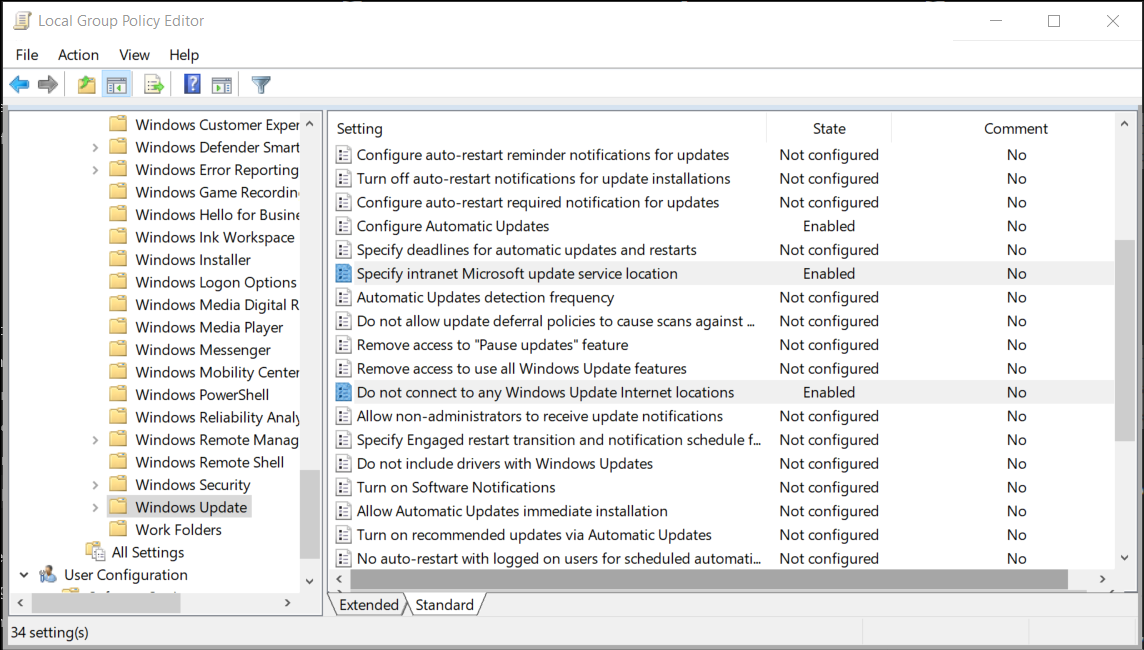 Local Group Policy Editor
File Action View Help
Windows Customer Exper
Windows Defender Smart
Windows Error Reporting
Windows Game Recordin
Windows Hello for Busine
Windows Ink Workspace
Windows Installer
Windows Logon Options
Windows Media Digital R
Windows Media Player
Windows Messenger
Windows Mobility Center
Windows PowerShell
Windows Reliability Analy
Windows Remote Manag
Windows Remote Shell
Windows Security
Windows Update
Work Folders
All Settings
User Configuration
Setting State Comment
Configure auto-restart reminder notifications for updates Not configured No
Turn off auto-restart notifications for update installations Not configured No
Configure auto-restart required notification for updates Not configured No
Configure Automatic Updates Enabled No
Specify deadlines for automatic updates and restarts Not configured No
Specify intranet Microsoft update service location Enabled No
Automatic Updates detection frequency Not configured No
Do not allow update deferral policies to cause scans against ... Not configured No
Remove access to "Pause updates" feature Not configured No
Remove access to use all Windows Update features Not configured No
Do not connect to any Windows Update Internet locations Enabled No
Allow non-administrators to receive update notifications Not configured No
Specify Engaged restart transition and notification schedule f... Not configured No
Do not include drivers with Windows Updates Not configured No
Turn on Software Notifications Not configured No
Allow Automatic Updates immediate installation Not configured No
Turn on recommended updates via Automatic Updates Not configured No
No auto-restart with logged on users for scheduled automati... Not configured No
Extended Standard
34 setting(s)